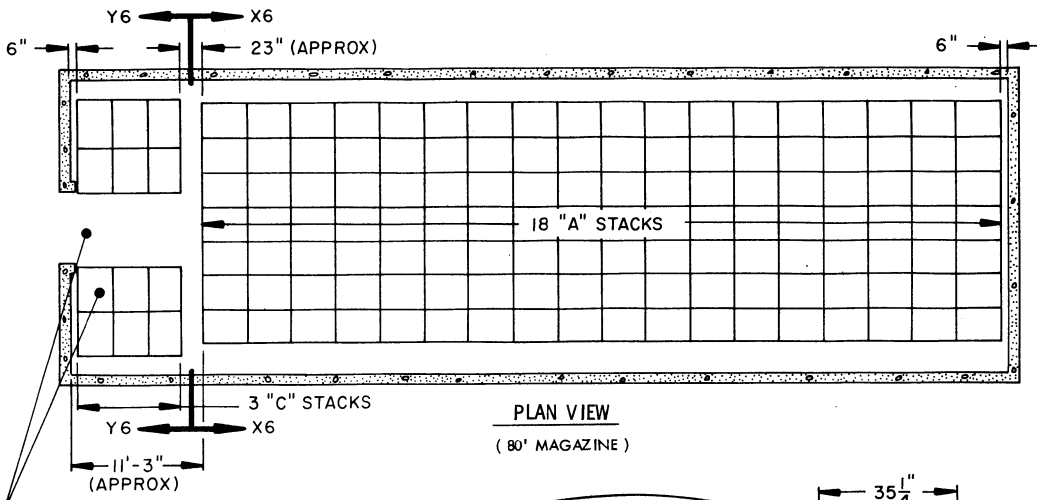 Y6 X6
6" 23" (APPROX) 6"
18 "A" STACKS
3 "C" STACKS
Y6 X6
PLAN VIEW
(80' MAGAZINE)
11'-3"
(APPROX)
35 1/4"